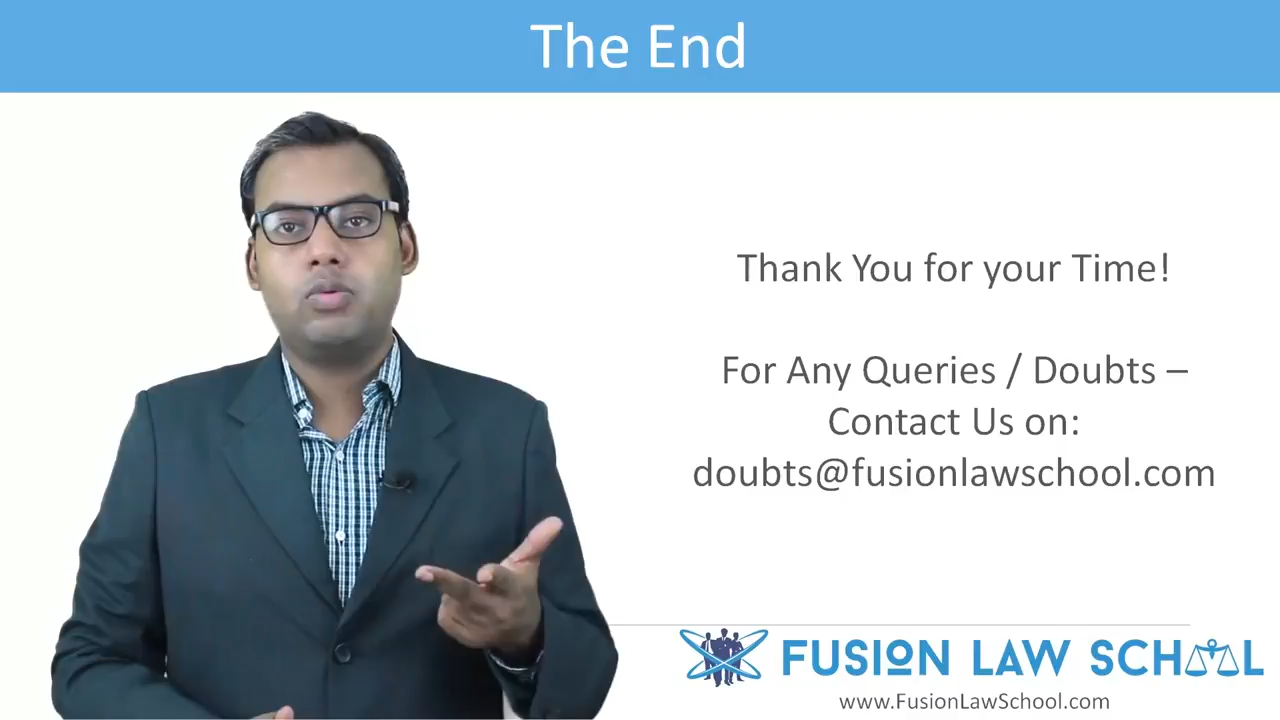 The End
Thank You for your Time!
For Any Queries / Doubts –
Contact Us on:
doubts@fusionlawschool.com
FUSION LAW SCHOOL
www.FusionLawSchool.com